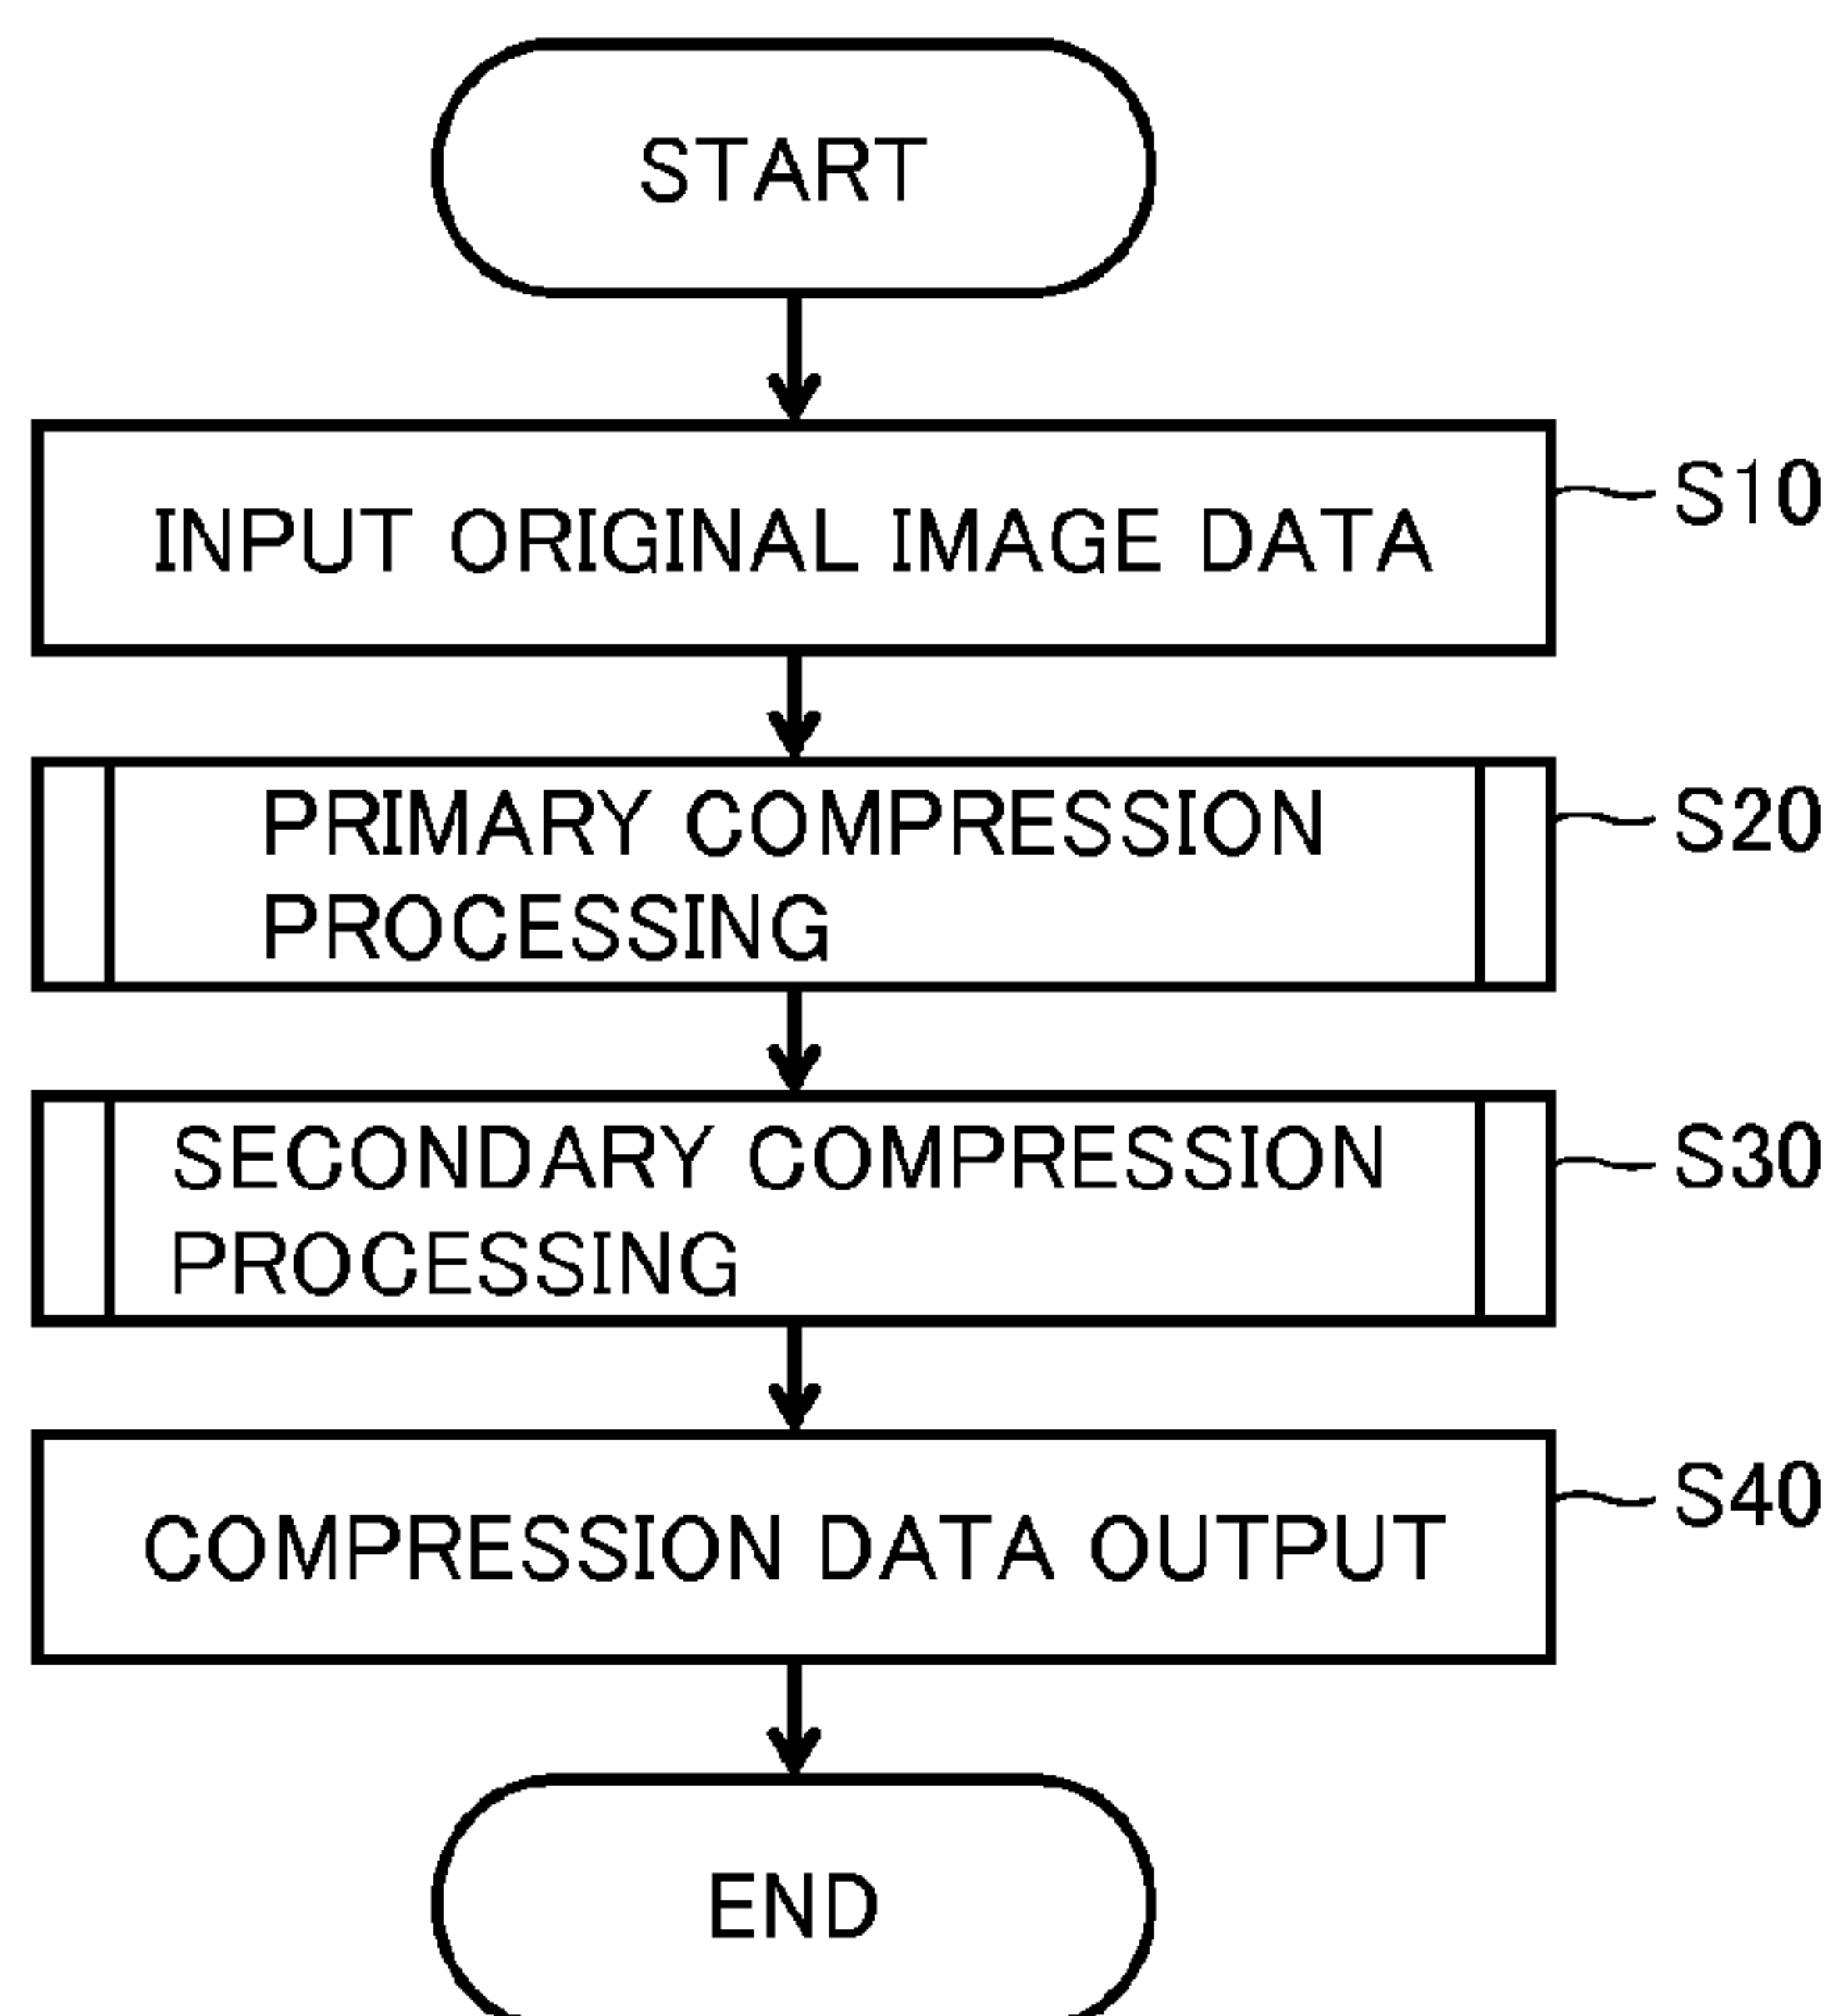 START
INPUT ORIGINAL IMAGE DATA
S10
PRIMARY COMPRESSION
PROCESSING
S20
SECONDARY COMPRESSION
PROCESSING
S30
COMPRESSION DATA OUTPUT
S40
END